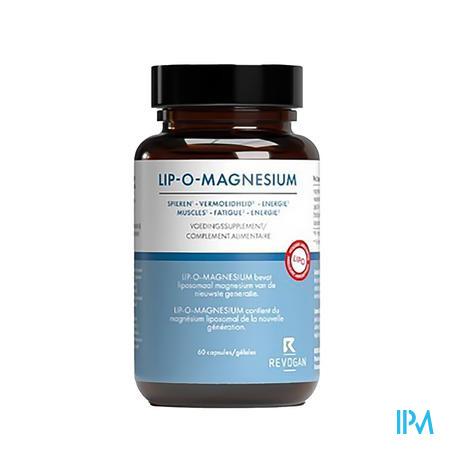 LIP-O-MAGNESIUM
SPIEREN¹ - VERMOEIDHEID² - ENERGIE³
MUSCLES¹ - FATIGUE² - ENERGIE³
VOEDINGSSUPPLEMENT/
COMPLEMENT ALIMENTAIRE
LIPO
LIP-O-MAGNESIUM bevat
liposomaal magnesium van de
nieuwste generatie.
LIP-O-MAGNESIUM contient du
magnésium liposomal de la nouvelle
génération.
60 capsules/gélules
REVOGAN
IPM